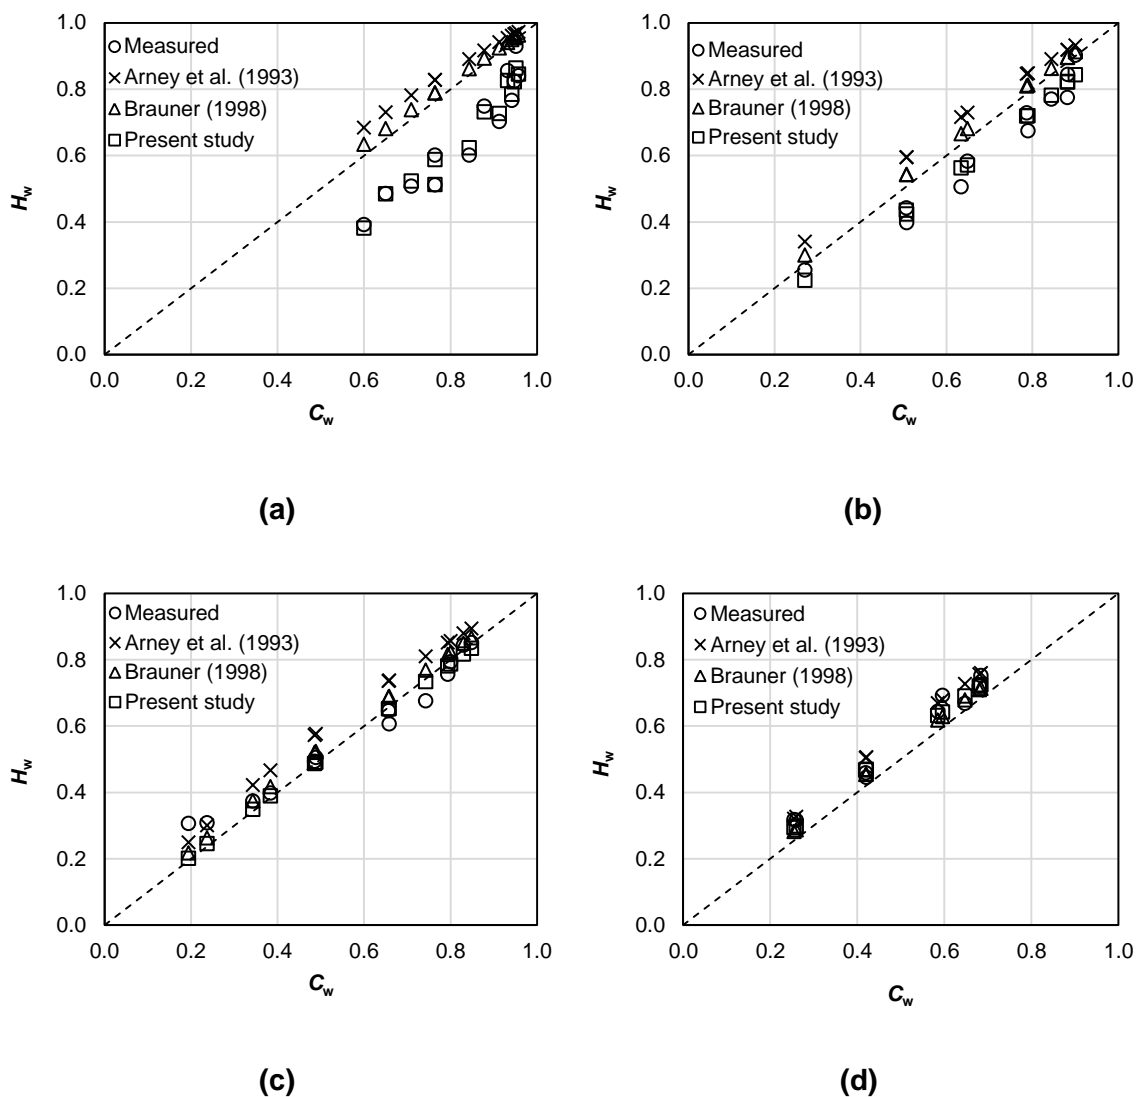 1.0
0.8
0.6
0.4
0.2
0.0
Hw
Measured
Arney et al. (1993)
Brauner (1998)
Present study
0.0 0.2 0.4 0.6 0.8 1.0
Cw
(a)
1.0
0.8
0.6
0.4
0.2
0.0
Hw
Measured
Arney et al. (1993)
Brauner (1998)
Present study
0.0 0.2 0.4 0.6 0.8 1.0
Cw
(b)
1.0
0.8
0.6
0.4
0.2
0.0
Hw
Measured
Arney et al. (1993)
Brauner (1998)
Present study
0.0 0.2 0.4 0.6 0.8 1.0
Cw
(c)
1.0
0.8
0.6
0.4
0.2
0.0
Hw
Measured
Arney et al. (1993)
Brauner (1998)
Present study
0.0 0.2 0.4 0.6 0.8 1.0
Cw
(d)